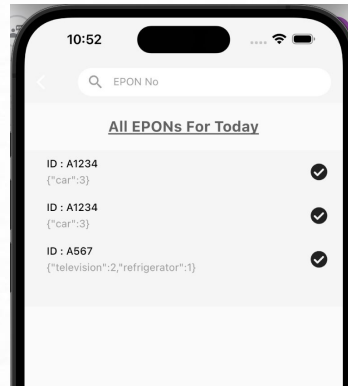 10:52
EPON No
All EPONs For Today
ID : A1234
{"car":3}
ID : A1234
{"car":3}
ID : A567
{"television":2,"refrigerator":1}